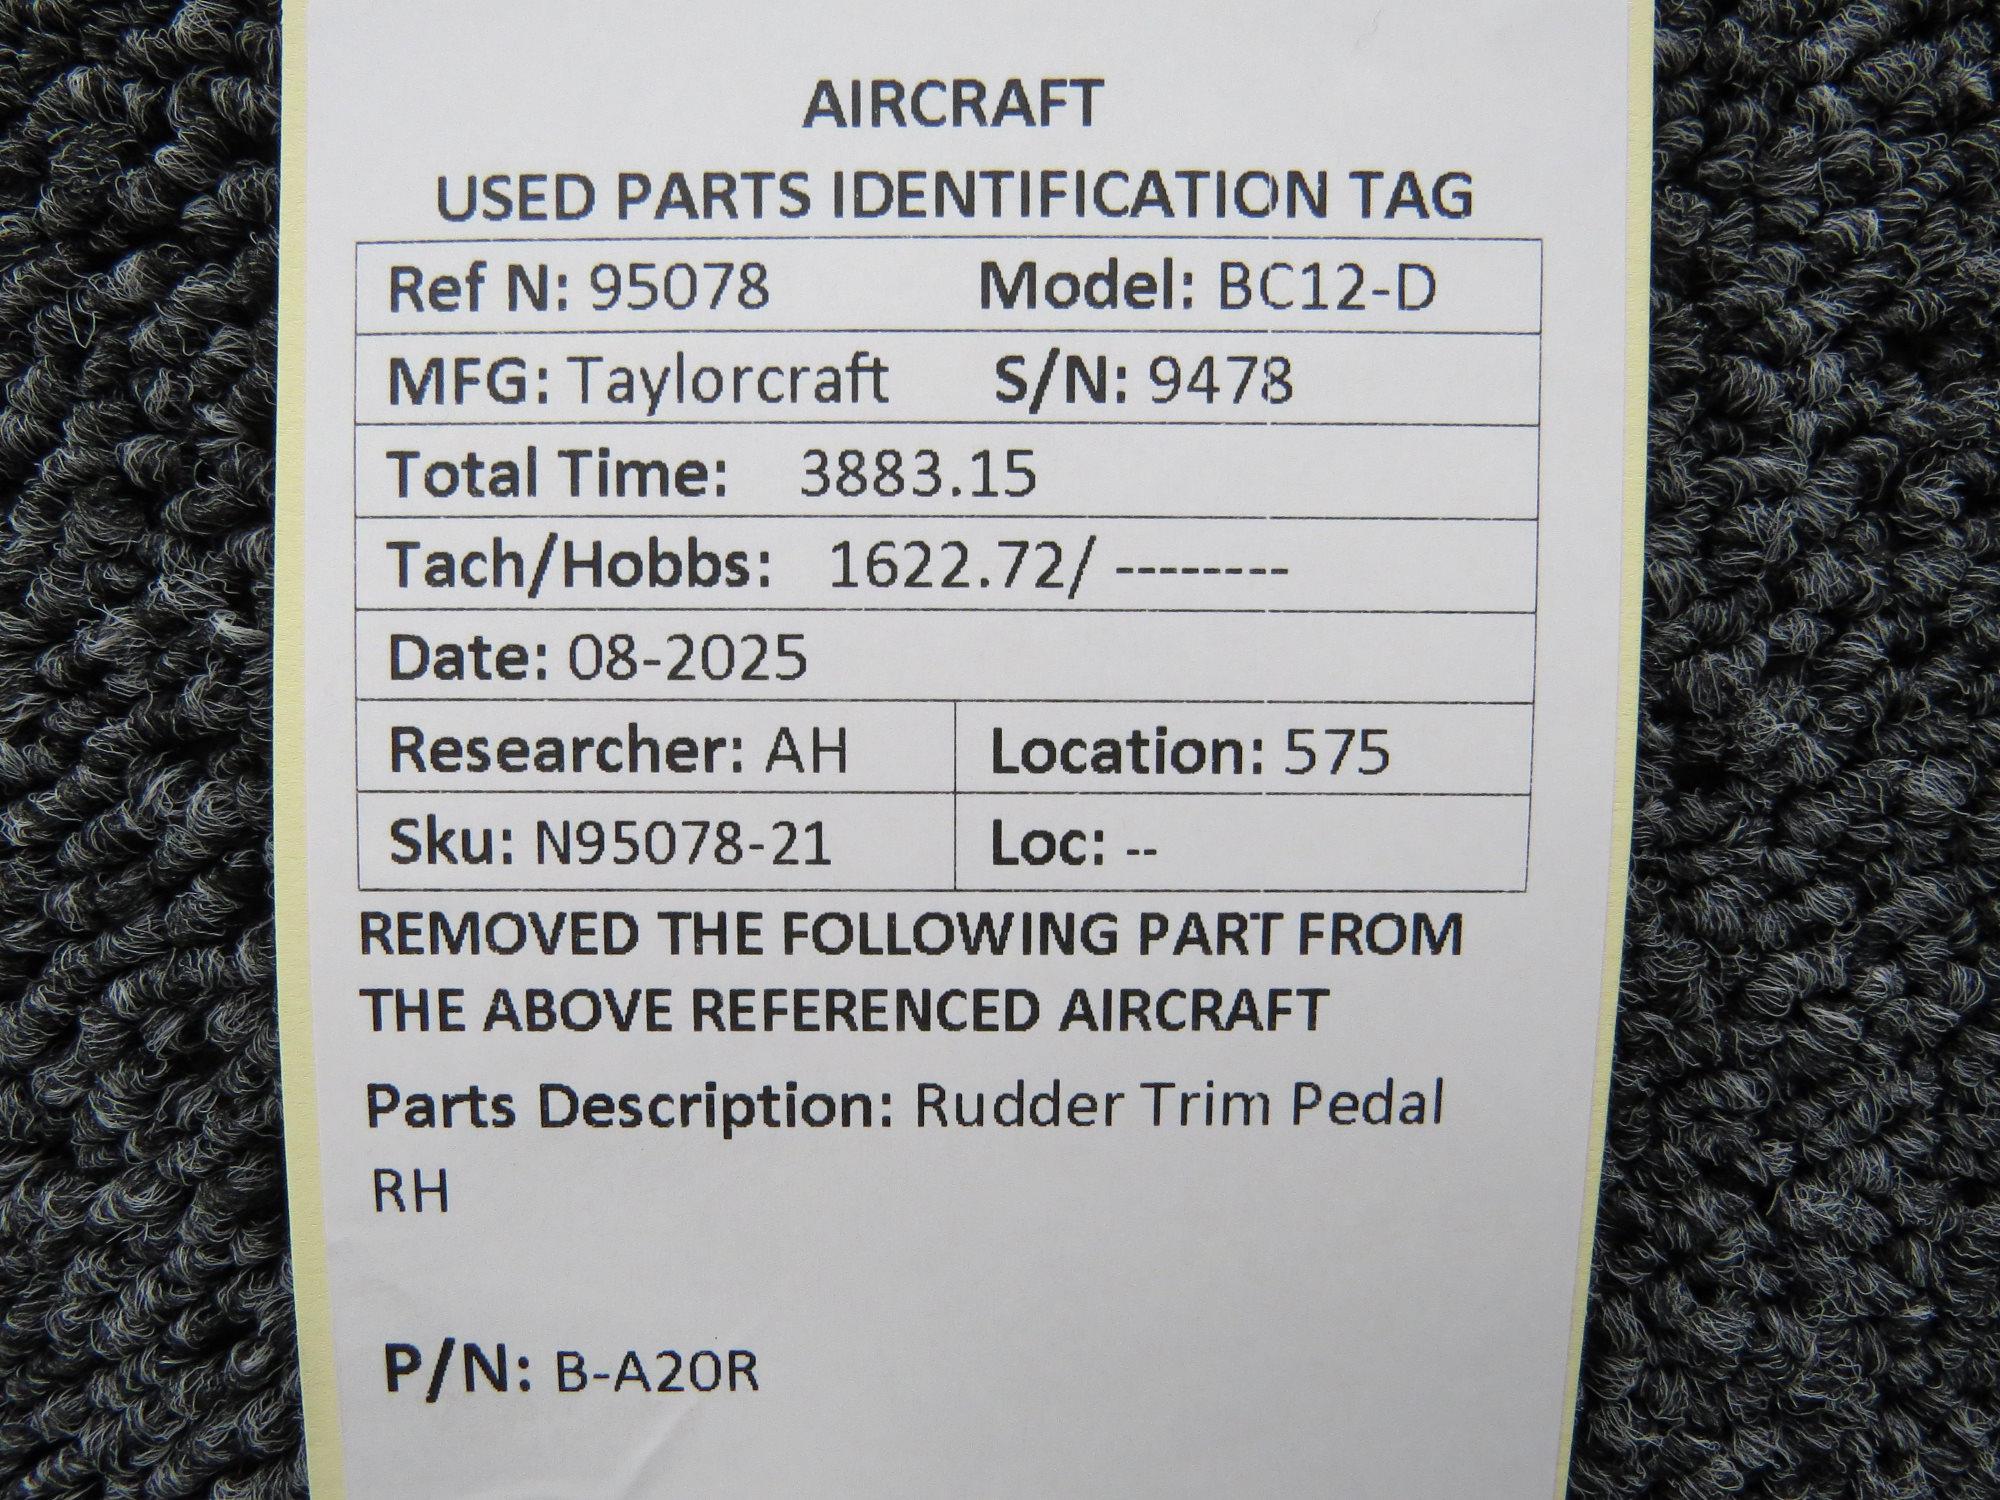 AIRCRAFT
USED PARTS IDENTIFICATION TAG
Ref N: 95078 Model: BC12-D
MFG: Taylorcraft S/N: 9478
Total Time: 3883.15
Tach/Hobbs: 1622.72/ --------
Date: 08-2025
Researcher: AH Location: 575
Sku: N95078-21 Loc: --
REMOVED THE FOLLOWING PART FROM
THE ABOVE REFERENCED AIRCRAFT
Parts Description: Rudder Trim Pedal
RH
P/N: B-A20R